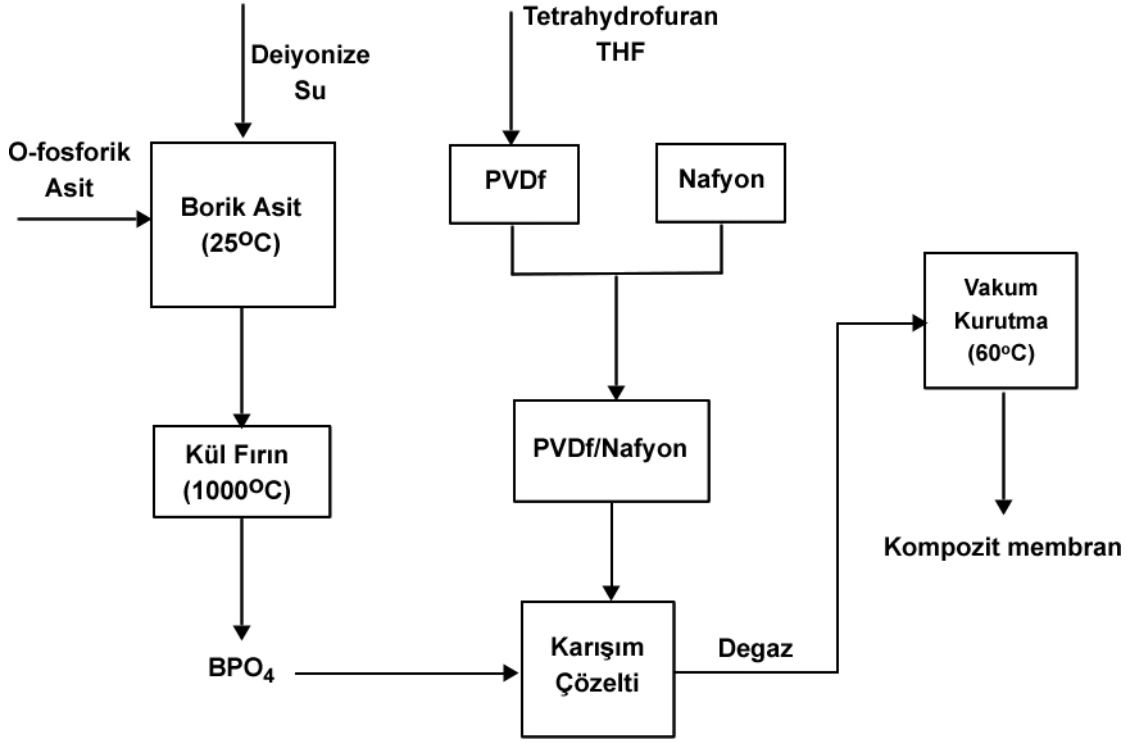 Deiyonize
Su
O-fosforik
Asit
Borik Asit
(25ºC)
Kül Fırın
(1000ºC)
BPO₄
Tetrahydrofuran
THF
PVDf
Nafyon
PVDf/Nafyon
Karışım
Çözelti
Degaz
Vakum
Kurutma
(60ºC)
Kompozit membran